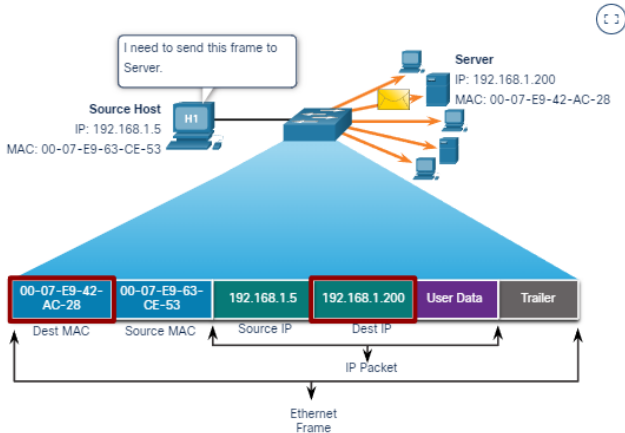 I need to send this frame to
Server.
Source Host
IP: 192.168.1.5
MAC: 00-07-E9-63-CE-53
H1
Server
IP: 192.168.1.200
MAC: 00-07-E9-42-AC-28
00-07-E9-42-
AC-28
00-07-E9-63-
CE-53
192.168.1.5
192.168.1.200
User Data
Trailer
Dest MAC
Source MAC
Source IP
Dest IP
IP Packet
Ethernet
Frame